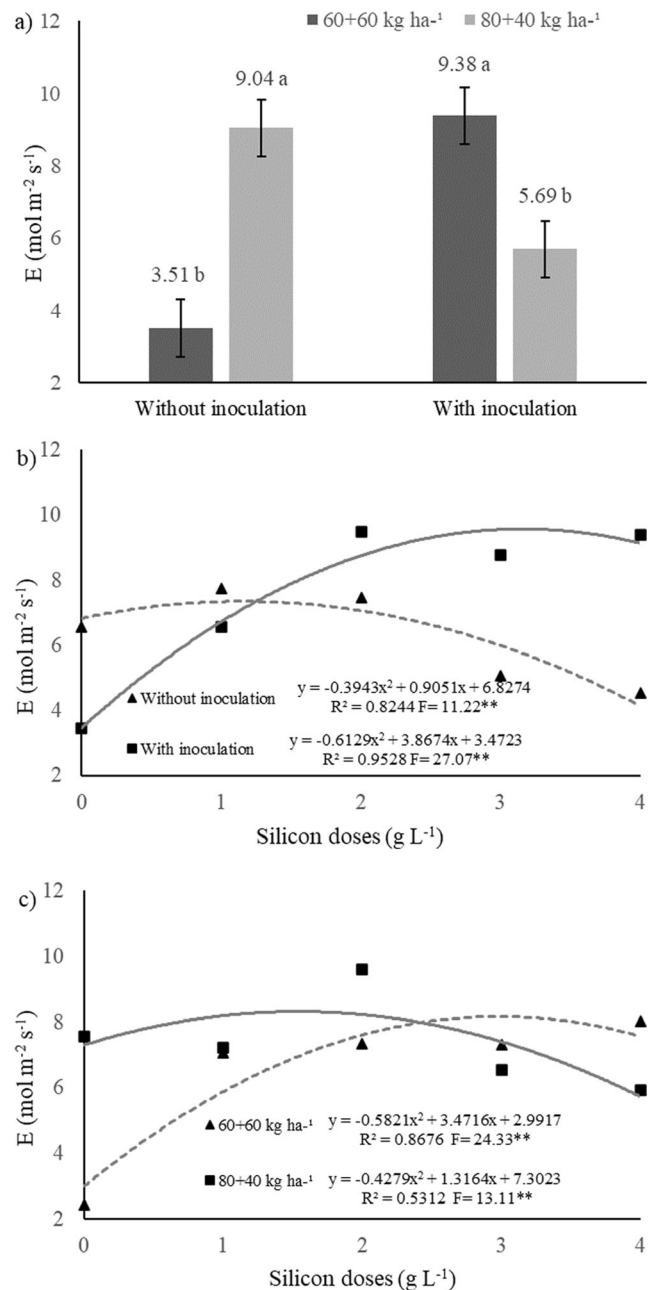 a)
60+60 kg ha-¹ 80+40 kg ha-¹
12
10
8
6
4
2
E (mol m⁻² s⁻¹)
3.51 b
9.04 a
9.38 a
5.69 b
Without inoculation With inoculation
b)
12
10
8
6
4
2
E (mol m⁻² s⁻¹)
Without inoculation y = -0.3943x² + 0.9051x + 6.8274
R² = 0.8244 F= 11.22**
With inoculation y = -0.6129x² + 3.8674x + 3.4723
R² = 0.9528 F= 27.07**
0 1 2 3 4
Silicon doses (g L⁻¹)
c)
12
10
8
6
4
2
E (mol m⁻² s⁻¹)
60+60 kg ha-¹ y = -0.5821x² + 3.4716x + 2.9917
R² = 0.8676 F= 24.33**
80+40 kg ha-¹ y = -0.4279x² + 1.3164x + 7.3023
R² = 0.5312 F= 13.11**
0 1 2 3 4
Silicon doses (g L⁻¹)